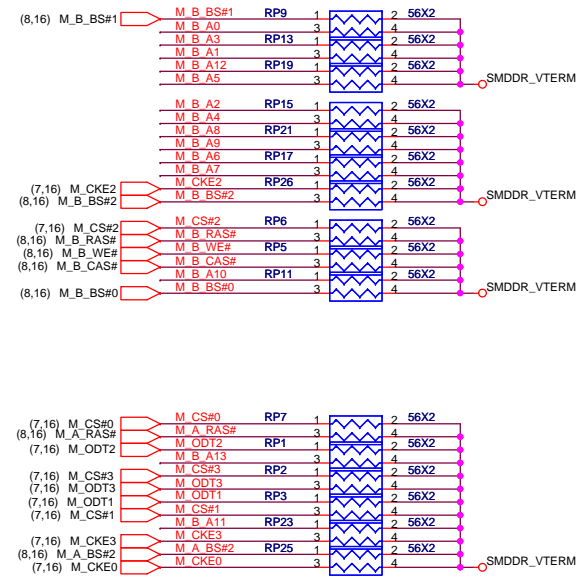 (8,16) M_B_BS#1 M_B_BS#1 RP9 1 2 56X2
M_B_A0 3 4
M_B_A3 RP13 1 2 56X2
M_B_A1 3 4
M_B_A12 RP19 1 2 56X2
M_B_A5 3 4 SMDDR_VTERM
M_B_A2 RP15 1 2 56X2
M_B_A4 3 4
M_B_A8 RP21 1 2 56X2
M_B_A9 3 4
M_B_A6 RP17 1 2 56X2
M_B_A7 3 4
(7,16) M_CKE2 M_CKE2 RP26 1 2 56X2
(8,16) M_B_BS#2 M_B_BS#2 3 4 SMDDR_VTERM
(7,16) M_CS#2 M_CS#2 RP6 1 2 56X2
(8,16) M_B_RAS# M_B_RAS# 3 4
(8,16) M_B_WE# M_B_WE# RP5 1 2 56X2
(8,16) M_B_CAS# M_B_CAS# 3 4
M_B_A10 RP11 1 2 56X2
(8,16) M_B_BS#0 M_B_BS#0 3 4 SMDDR_VTERM
(7,16) M_CS#0 M_CS#0 RP7 1 2 56X2
(8,16) M_A_RAS# M_A_RAS# 3 4
(7,16) M_ODT2 M_ODT2 RP1 1 2 56X2
M_B_A13 3 4
(7,16) M_CS#3 M_CS#3 RP2 1 2 56X2
(7,16) M_ODT3 M_ODT3 3 4
(7,16) M_ODT1 M_ODT1 RP3 1 2 56X2
(7,16) M_CS#1 M_CS#1 3 4
M_B_A11 RP23 1 2 56X2
(7,16) M_CKE3 M_CKE3 3 4
(8,16) M_A_BS#2 M_A_BS#2 RP25 1 2 56X2
(7,16) M_CKE0 M_CKE0 3 4 SMDDR_VTERM